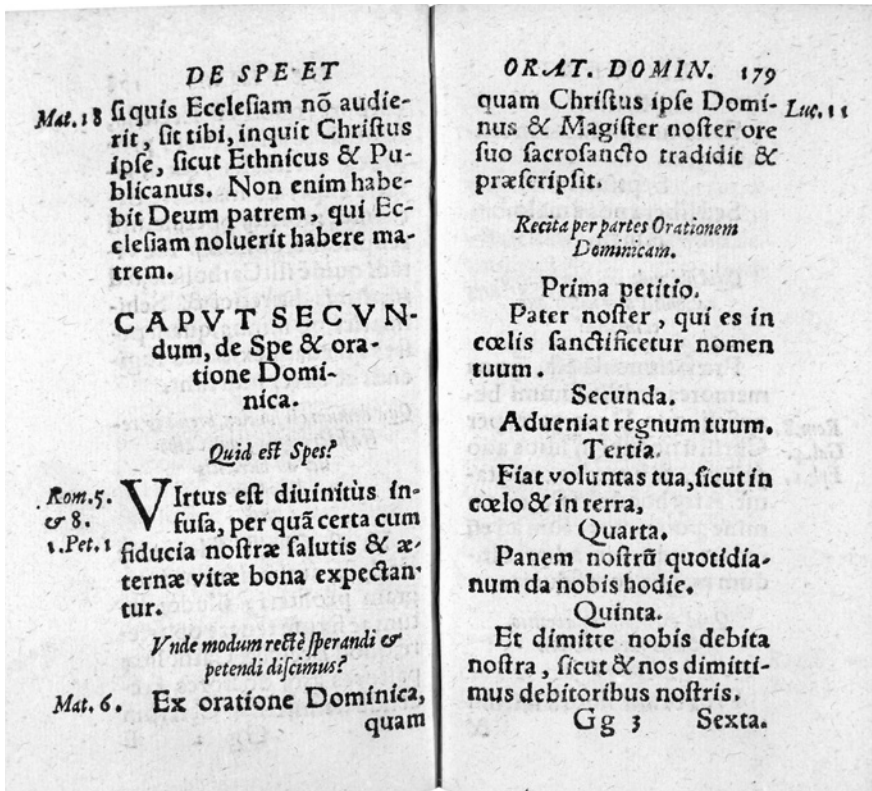 DE SPE ET
Mat. 18 ſi quis Eccleſiam nõ audie-
rit, ſit tibi, inquit Chriſtus
ipſe, ſicut Ethnicus & Pu-
blicanus. Non enim habe-
bit Deum patrem, qui Ec-
cleſiam noluerit habere ma-
trem.
CAPVT SECVN-
dum, de Spe & ora-
tione Domi-
nica.
Quid eſt Spes?
Rom. 5. VIrtus eſt diuinitùs in-
& 8. fuſa, per quã certa cum
1. Pet. 1 fiducia noſtræ ſalutis & æ-
ternæ vitæ bona expectan-
tur.
Vnde modum rectè ſperandi &
petendi diſcimus?
Mat. 6. Ex oratione Dominica,
quam
ORAT. DOMIN. 179
quam Chriſtus ipſe Domi- Luc. 11
nus & Magiſter noſter ore
ſuo ſacroſancto tradidit &
præſcripſit.
Recita per partes Orationem
Dominicam.
Prima petitio.
Pater noſter, qui es in
cœlis ſanctificetur nomen
tuum.
Secunda.
Adueniat regnum tuum.
Tertia.
Fiat voluntas tua, ſicut in
cœlo & in terra,
Quarta.
Panem noſtrũ quotidia-
num da nobis hodie.
Quinta.
Et dimitte nobis debita
noſtra, ſicut & nos dimitti-
mus debitoribus noſtris.
Gg 3 Sexta.